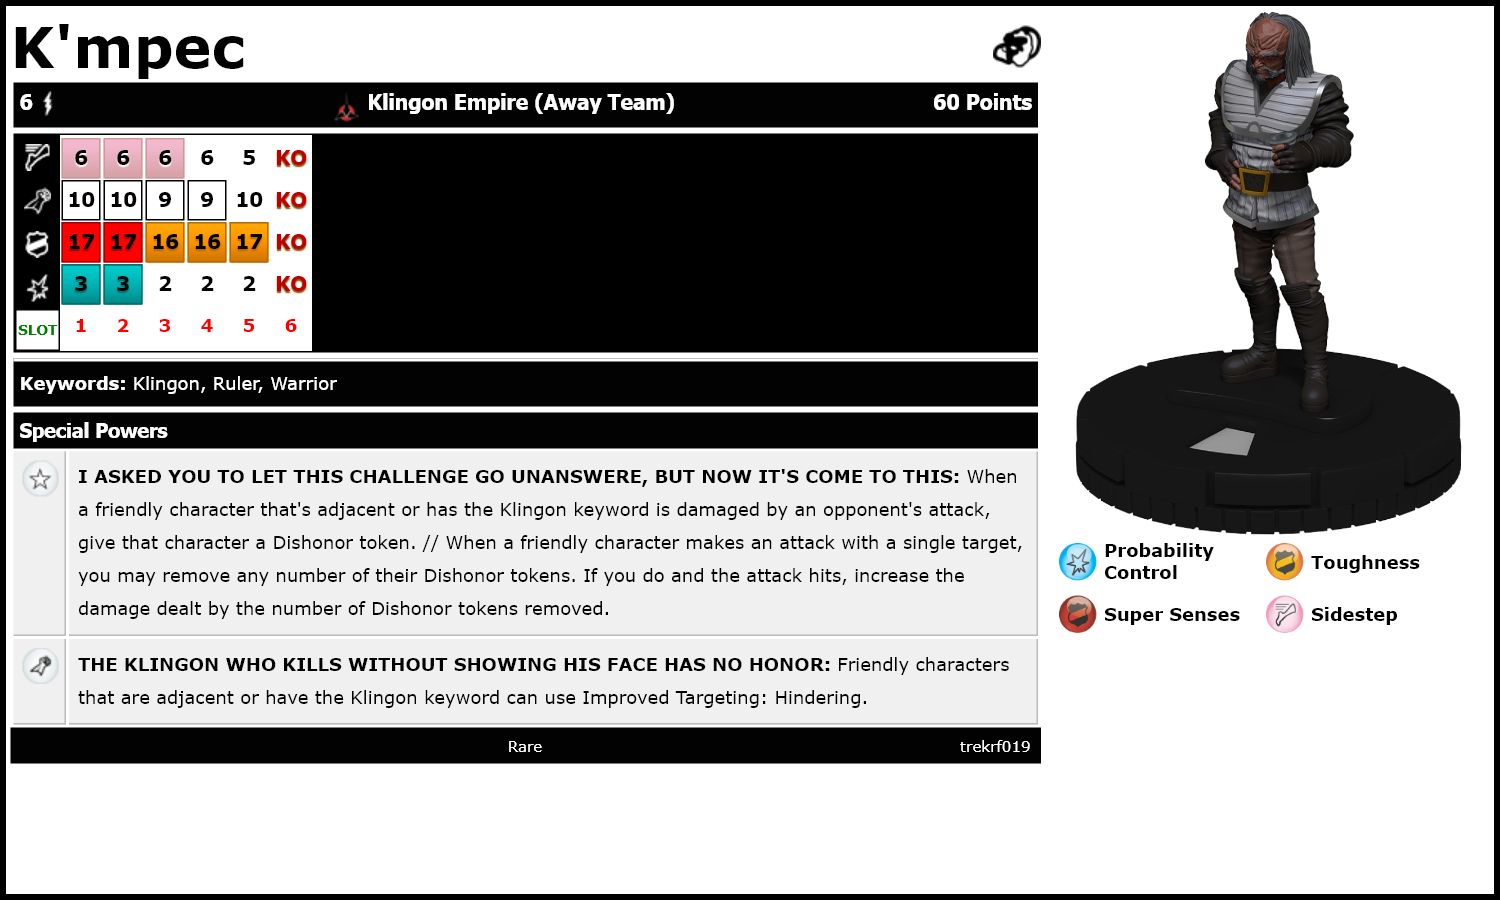 K'mpec
6 Klingon Empire (Away Team) 60 Points
6 6 6 6 5 KO
10 10 9 9 10 KO
17 17 16 16 17 KO
3 3 2 2 2 KO
SLOT 1 2 3 4 5 6
Keywords: Klingon, Ruler, Warrior
Special Powers
I ASKED YOU TO LET THIS CHALLENGE GO UNANSWERE, BUT NOW IT'S COME TO THIS: When
a friendly character that's adjacent or has the Klingon keyword is damaged by an opponent's attack,
give that character a Dishonor token. // When a friendly character makes an attack with a single target,
you may remove any number of their Dishonor tokens. If you do and the attack hits, increase the
damage dealt by the number of Dishonor tokens removed.
THE KLINGON WHO KILLS WITHOUT SHOWING HIS FACE HAS NO HONOR: Friendly characters
that are adjacent or have the Klingon keyword can use Improved Targeting: Hindering.
Rare trekrf019
Probability
Control
Toughness
Super Senses
Sidestep